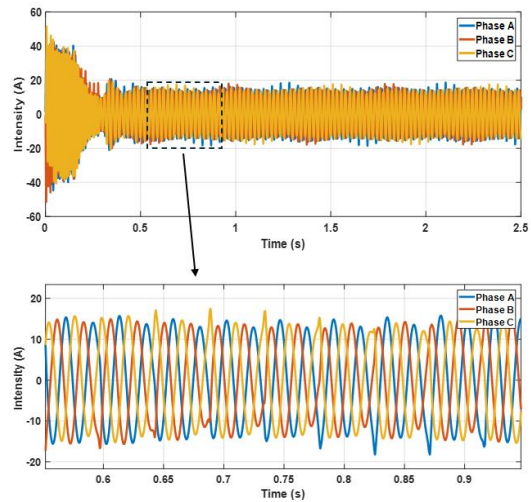 60
40
20
0
-20
-40
-60
Intensity (A)
Phase A
Phase B
Phase C
0 0.5 1 1.5 2 2.5
Time (s)
20
10
0
-10
-20
Intensity (A)
Phase A
Phase B
Phase C
0.6 0.65 0.7 0.75 0.8 0.85 0.9
Time (s)